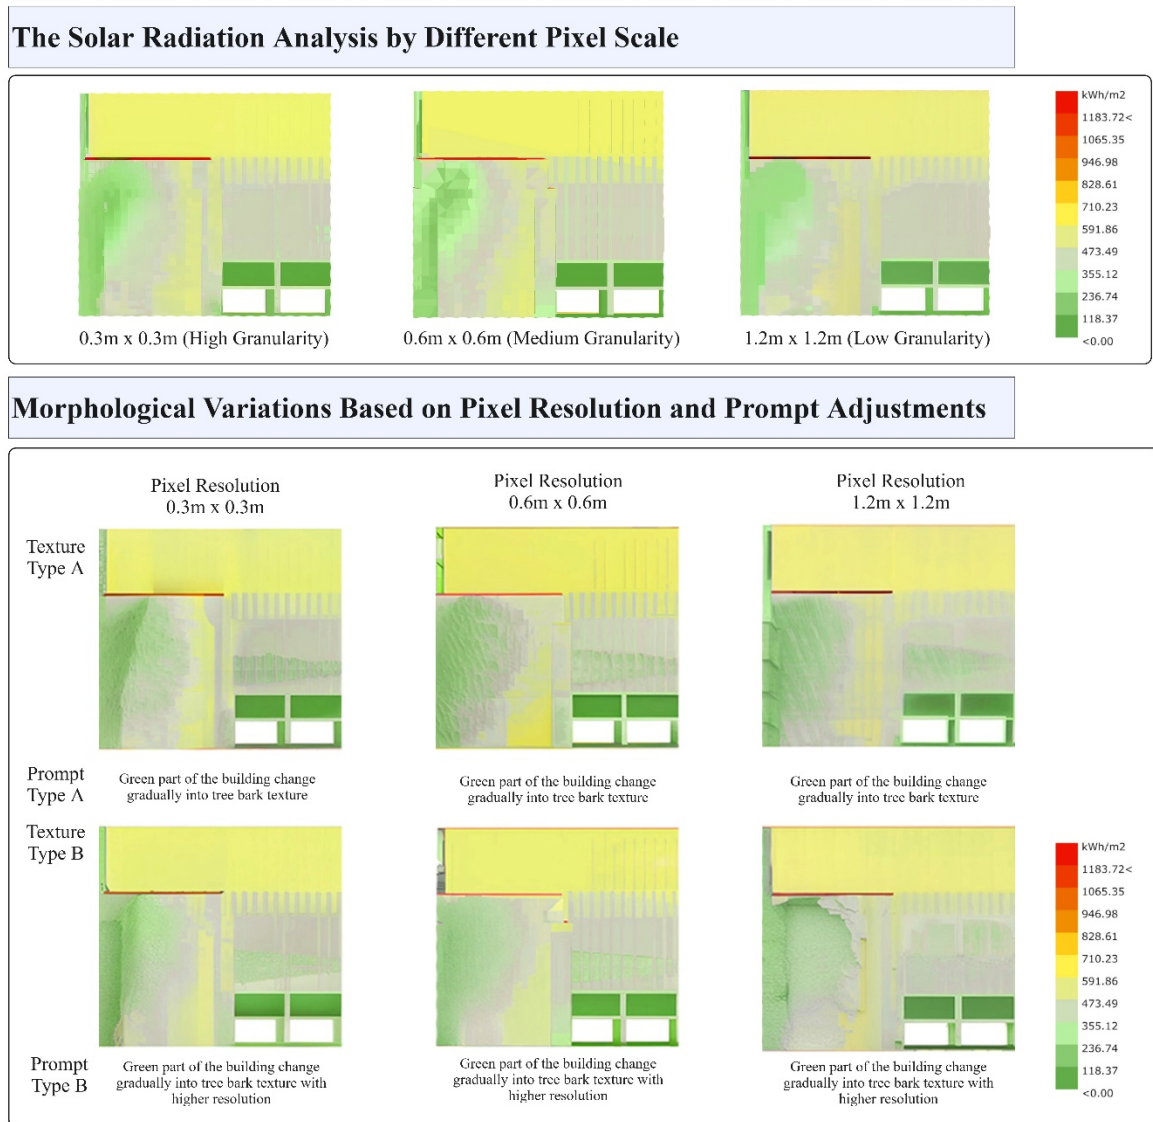 The Solar Radiation Analysis by Different Pixel Scale
kWh/m2
1183.72<
1065.35
946.98
828.61
710.23
591.86
473.49
355.12
236.74
118.37
<0.00
0.3m x 0.3m (High Granularity)
0.6m x 0.6m (Medium Granularity)
1.2m x 1.2m (Low Granularity)
Morphological Variations Based on Pixel Resolution and Prompt Adjustments
Pixel Resolution
0.3m x 0.3m
Pixel Resolution
0.6m x 0.6m
Pixel Resolution
1.2m x 1.2m
Texture
Type A
Prompt
Type A
Green part of the building change
gradually into tree bark texture
Green part of the building change
gradually into tree bark texture
Green part of the building change
gradually into tree bark texture
Texture
Type B
kWh/m2
1183.72<
1065.35
946.98
828.61
710.23
591.86
473.49
355.12
236.74
118.37
<0.00
Prompt
Type B
Green part of the building change
gradually into tree bark texture with
higher resolution
Green part of the building change
gradually into tree bark texture with
higher resolution
Green part of the building change
gradually into tree bark texture with
higher resolution